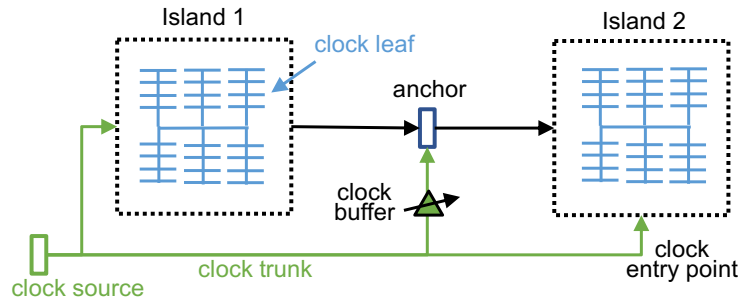 Island 1
Island 2
clock leaf
anchor
clock
buffer
clock
entry point
clock trunk
clock source